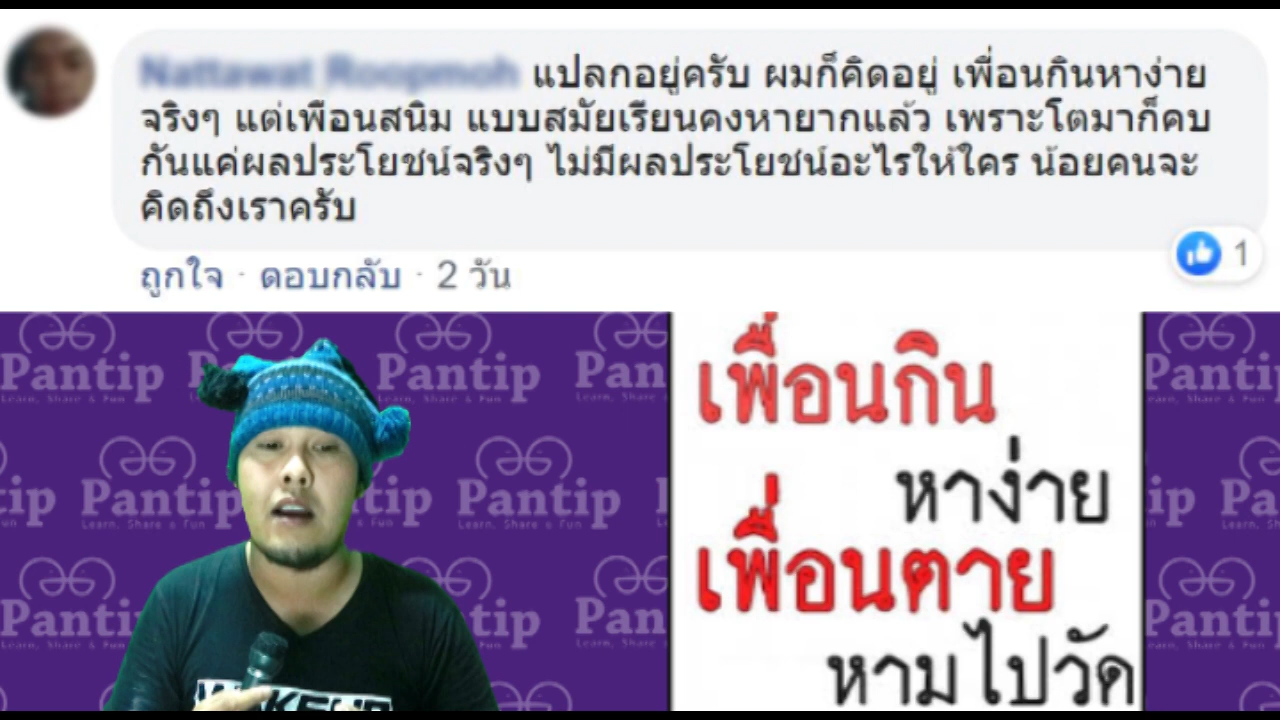 แปลกอยู่ครับ ผมก็คิดอยู่ เพื่อนกินหาง่าย
จริงๆ แต่เพื่อนสนิม แบบสมัยเรียนคงหายากแล้ว เพราะโตมาก็คบ
กันแค่ผลประโยชน์จริงๆ ไม่มีผลประโยชน์อะไรให้ใคร น้อยคนจะ
คิดถึงเราครับ
ถูกใจ · ตอบกลับ · 2 วัน
1
เพื่อนกิน
หาง่าย
เพื่อนตาย
หามไปวัด
Pantip
Learn, Share & Fun